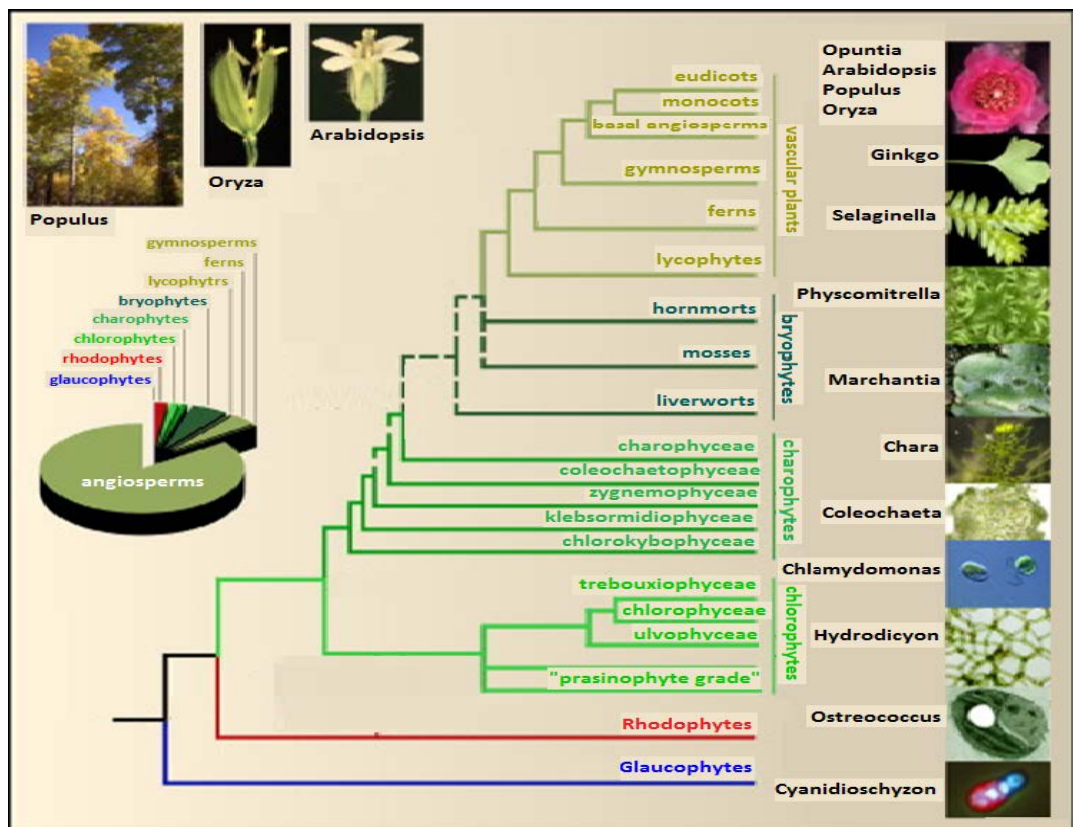 Populus
Oryza
Arabidopsis
gymnosperms
ferns
lycophytrs
bryophytes
charophytes
chlorophytes
rhodophytes
glaucophytes
angiosperms
eudicots
monocots
basal angiosperms
gymnosperms
ferns
lycophytes
vascular plants
hornmorts
mosses
liverworts
bryophytes
charophyceae
coleochaetophyceae
zygnemophyceae
klebsormidiophyceae
chlorokybophyceae
charophytes
trebouxiophyceae
chlorophyceae
ulvophyceae
"prasinophyte grade"
chlorophytes
Rhodophytes
Glaucophytes
Opuntia
Arabidopsis
Populus
Oryza
Ginkgo
Selaginella
Physcomitrella
Marchantia
Chara
Coleochaeta
Chlamydomonas
Hydrodicyon
Ostreococcus
Cyanidioschyzon